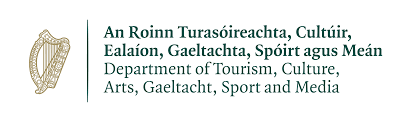 An Roinn Turasóireachta, Cultúir,
Ealaíon, Gaeltachta, Spóirt agus Meán
Department of Tourism, Culture,
Arts, Gaeltacht, Sport and Media